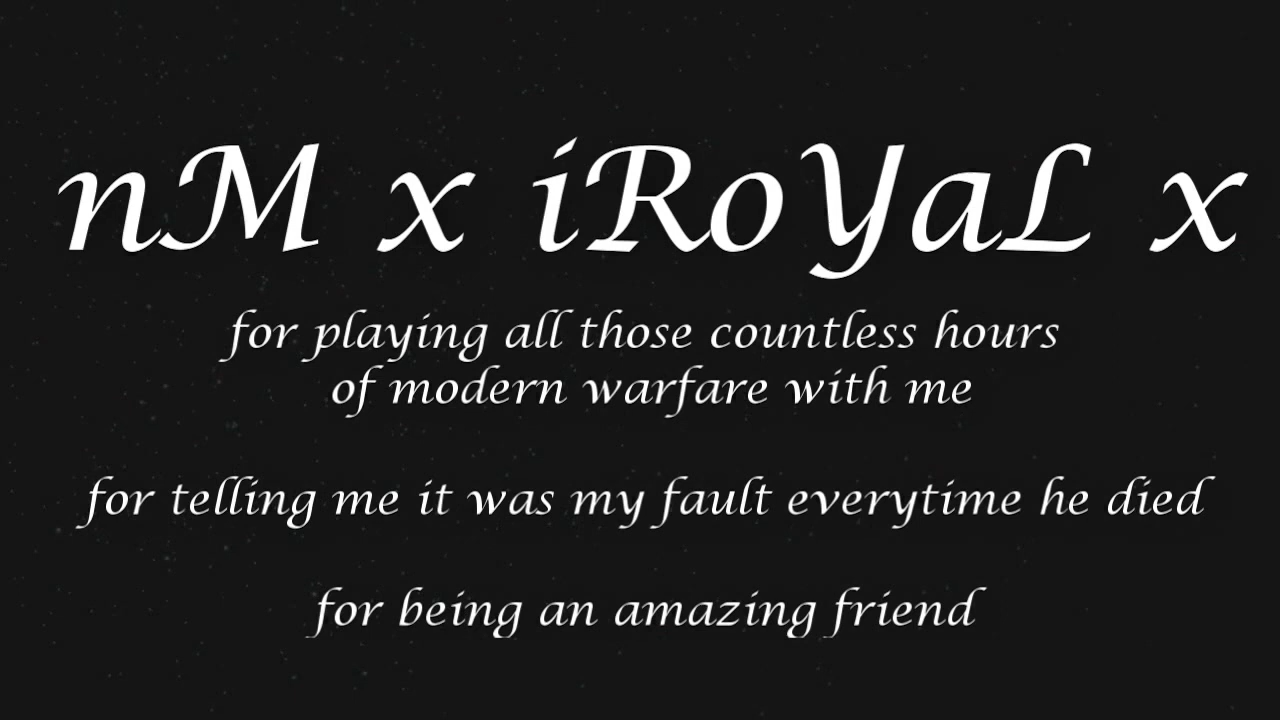 nM x iRoYaL x
for playing all those countless hours
of modern warfare with me
for telling me it was my fault everytime he died
for being an amazing friend